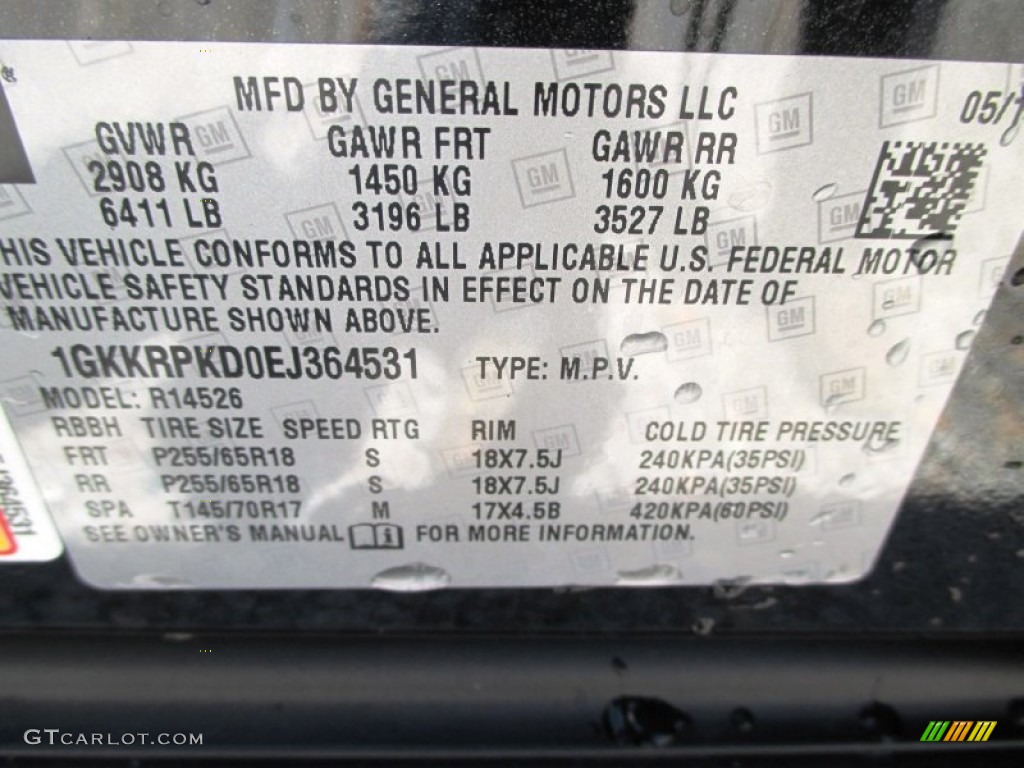 MFD BY GENERAL MOTORS LLC
05/1
GVWR GAWR FRT GAWR RR
2908 KG 1450 KG 1600 KG
6411 LB 3196 LB 3527 LB
HIS VEHICLE CONFORMS TO ALL APPLICABLE U.S. FEDERAL MOTOR
VEHICLE SAFETY STANDARDS IN EFFECT ON THE DATE OF
MANUFACTURE SHOWN ABOVE.
1GKKRPKD0EJ364531 TYPE: M.P.V.
MODEL: R14526
RBBH TIRE SIZE SPEED RTG RIM COLD TIRE PRESSURE
FRT P255/65R18 S 18X7.5J 240KPA(35PSI)
RR P255/65R18 S 18X7.5J 240KPA(35PSI)
SPA T145/70R17 M 17X4.5B 420KPA(60PSI)
SEE OWNER'S MANUAL i FOR MORE INFORMATION.
GTCARLOT.COM